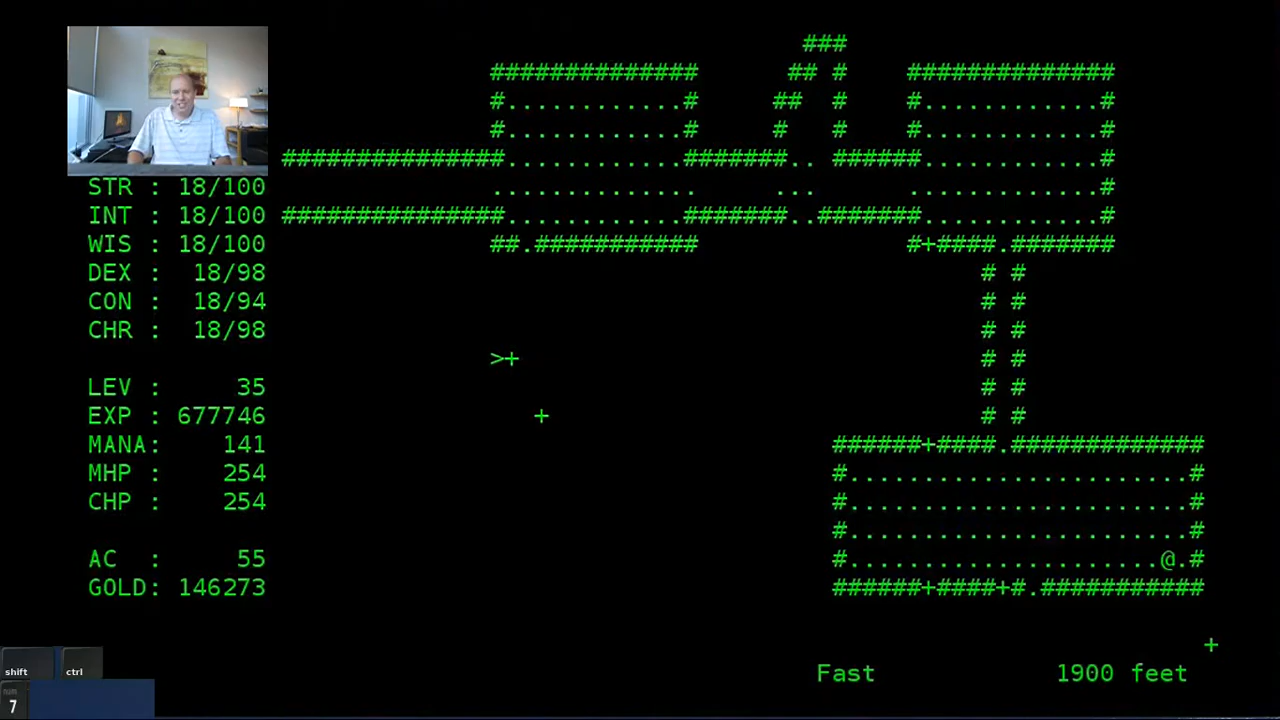 ###
############## ## # ##############
#............# ## # #............#
#............# # # #............#
###############............#######.. ######............#
.............. ... .............#
###############............#######..#######............#
##.########### #+####.#######
# #
# #
# #
>+ # #
# #
+ # #
######+####.#############
#.......................#
#.......................#
#.......................#
#.....................@.#
######+####+#.###########
+
STR : 18/100
INT : 18/100
WIS : 18/100
DEX : 18/98
CON : 18/94
CHR : 18/98
LEV : 35
EXP : 677746
MANA: 141
MHP : 254
CHP : 254
AC : 55
GOLD: 146273
Fast 1900 feet
shift ctrl
num
7